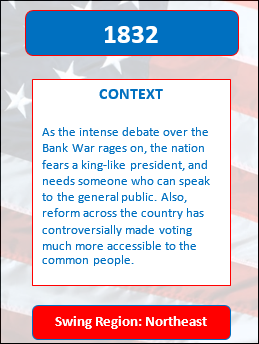 1832
CONTEXT
As the intense debate over the
Bank War rages on, the nation
fears a king-like president, and
needs someone who can speak
to the general public. Also,
reform across the country has
controversially made voting
much more accessible to the
common people.
Swing Region: Northeast